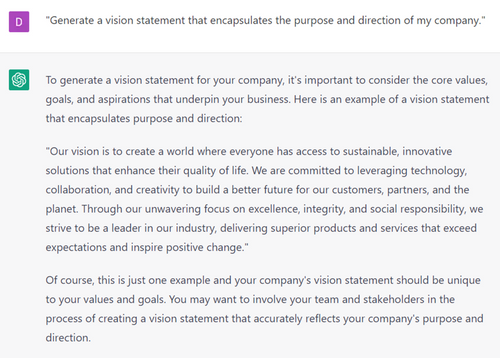 D
"Generate a vision statement that encapsulates the purpose and direction of my company."
To generate a vision statement for your company, it's important to consider the core values,
goals, and aspirations that underpin your business. Here is an example of a vision statement
that encapsulates purpose and direction:
"Our vision is to create a world where everyone has access to sustainable, innovative
solutions that enhance their quality of life. We are committed to leveraging technology,
collaboration, and creativity to build a better future for our customers, partners, and the
planet. Through our unwavering focus on excellence, integrity, and social responsibility, we
strive to be a leader in our industry, delivering superior products and services that exceed
expectations and inspire positive change."
Of course, this is just one example and your company's vision statement should be unique
to your values and goals. You may want to involve your team and stakeholders in the
process of creating a vision statement that accurately reflects your company's purpose and
direction.